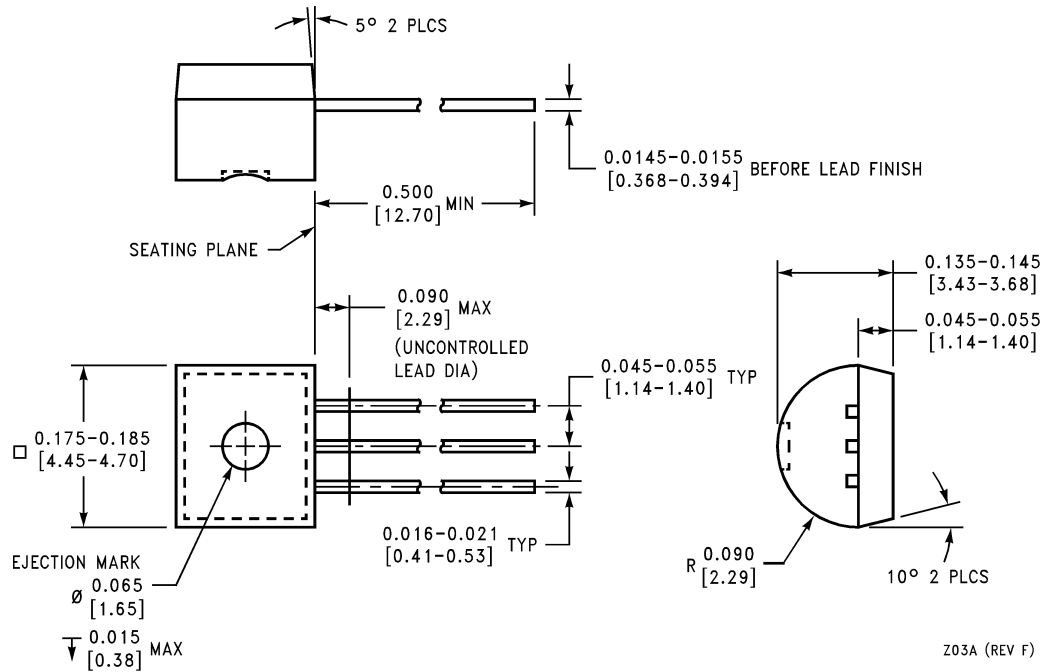 5° 2 PLCS
0.0145–0.0155
[0.368–0.394]
BEFORE LEAD FINISH
0.500
[12.70]
MIN
SEATING PLANE
0.090
[2.29]
MAX
(UNCONTROLLED
LEAD DIA)
0.135–0.145
[3.43–3.68]
0.045–0.055
[1.14–1.40]
0.045–0.055
[1.14–1.40]
TYP
□ 0.175–0.185
[4.45–4.70]
0.016–0.021
[0.41–0.53]
TYP
EJECTION MARK
Ø 0.065
[1.65]
0.015
[0.38]
MAX
R 0.090
[2.29]
10° 2 PLCS
Z03A (REV F)